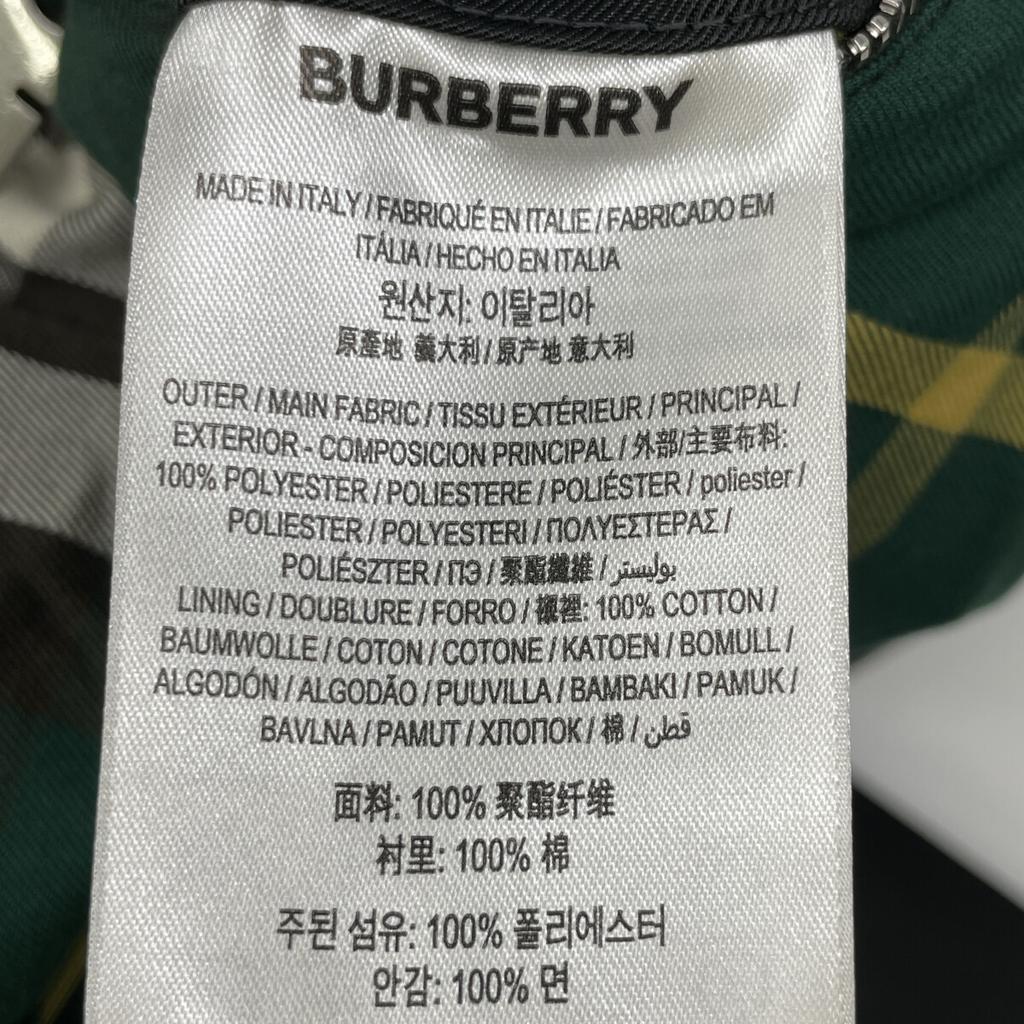 BURBERRY
MADE IN ITALY / FABRIQUÉ EN ITALIE / FABRICADO EM
ITÁLIA / HECHO EN ITALIA
원산지: 이탈리아
原產地 義大利 / 原产地 意大利
OUTER / MAIN FABRIC / TISSU EXTÉRIEUR / PRINCIPAL /
EXTERIOR - COMPOSICION PRINCIPAL / 外部/主要布料:
100% POLYESTER / POLIESTERE / POLIÉSTER / poliester /
POLIESTER / POLYESTERI / ΠΟΛΥΕΣΤΕΡΑΣ /
POLIÉSZTER / ПЭ / 聚酯纖維 / بوليستر
LINING / DOUBLURE / FORRO / 襯裡: 100% COTTON /
BAUMWOLLE / COTON / COTONE / KATOEN / BOMULL /
ALGODÓN / ALGODÃO / PUUVILLA / BAMBAKI / PAMUK /
BAVLNA / PAMUT / ХЛОПОК / 棉 / قطن
面料: 100% 聚酯纤维
衬里: 100% 棉
주된 섬유: 100% 폴리에스터
안감: 100% 면